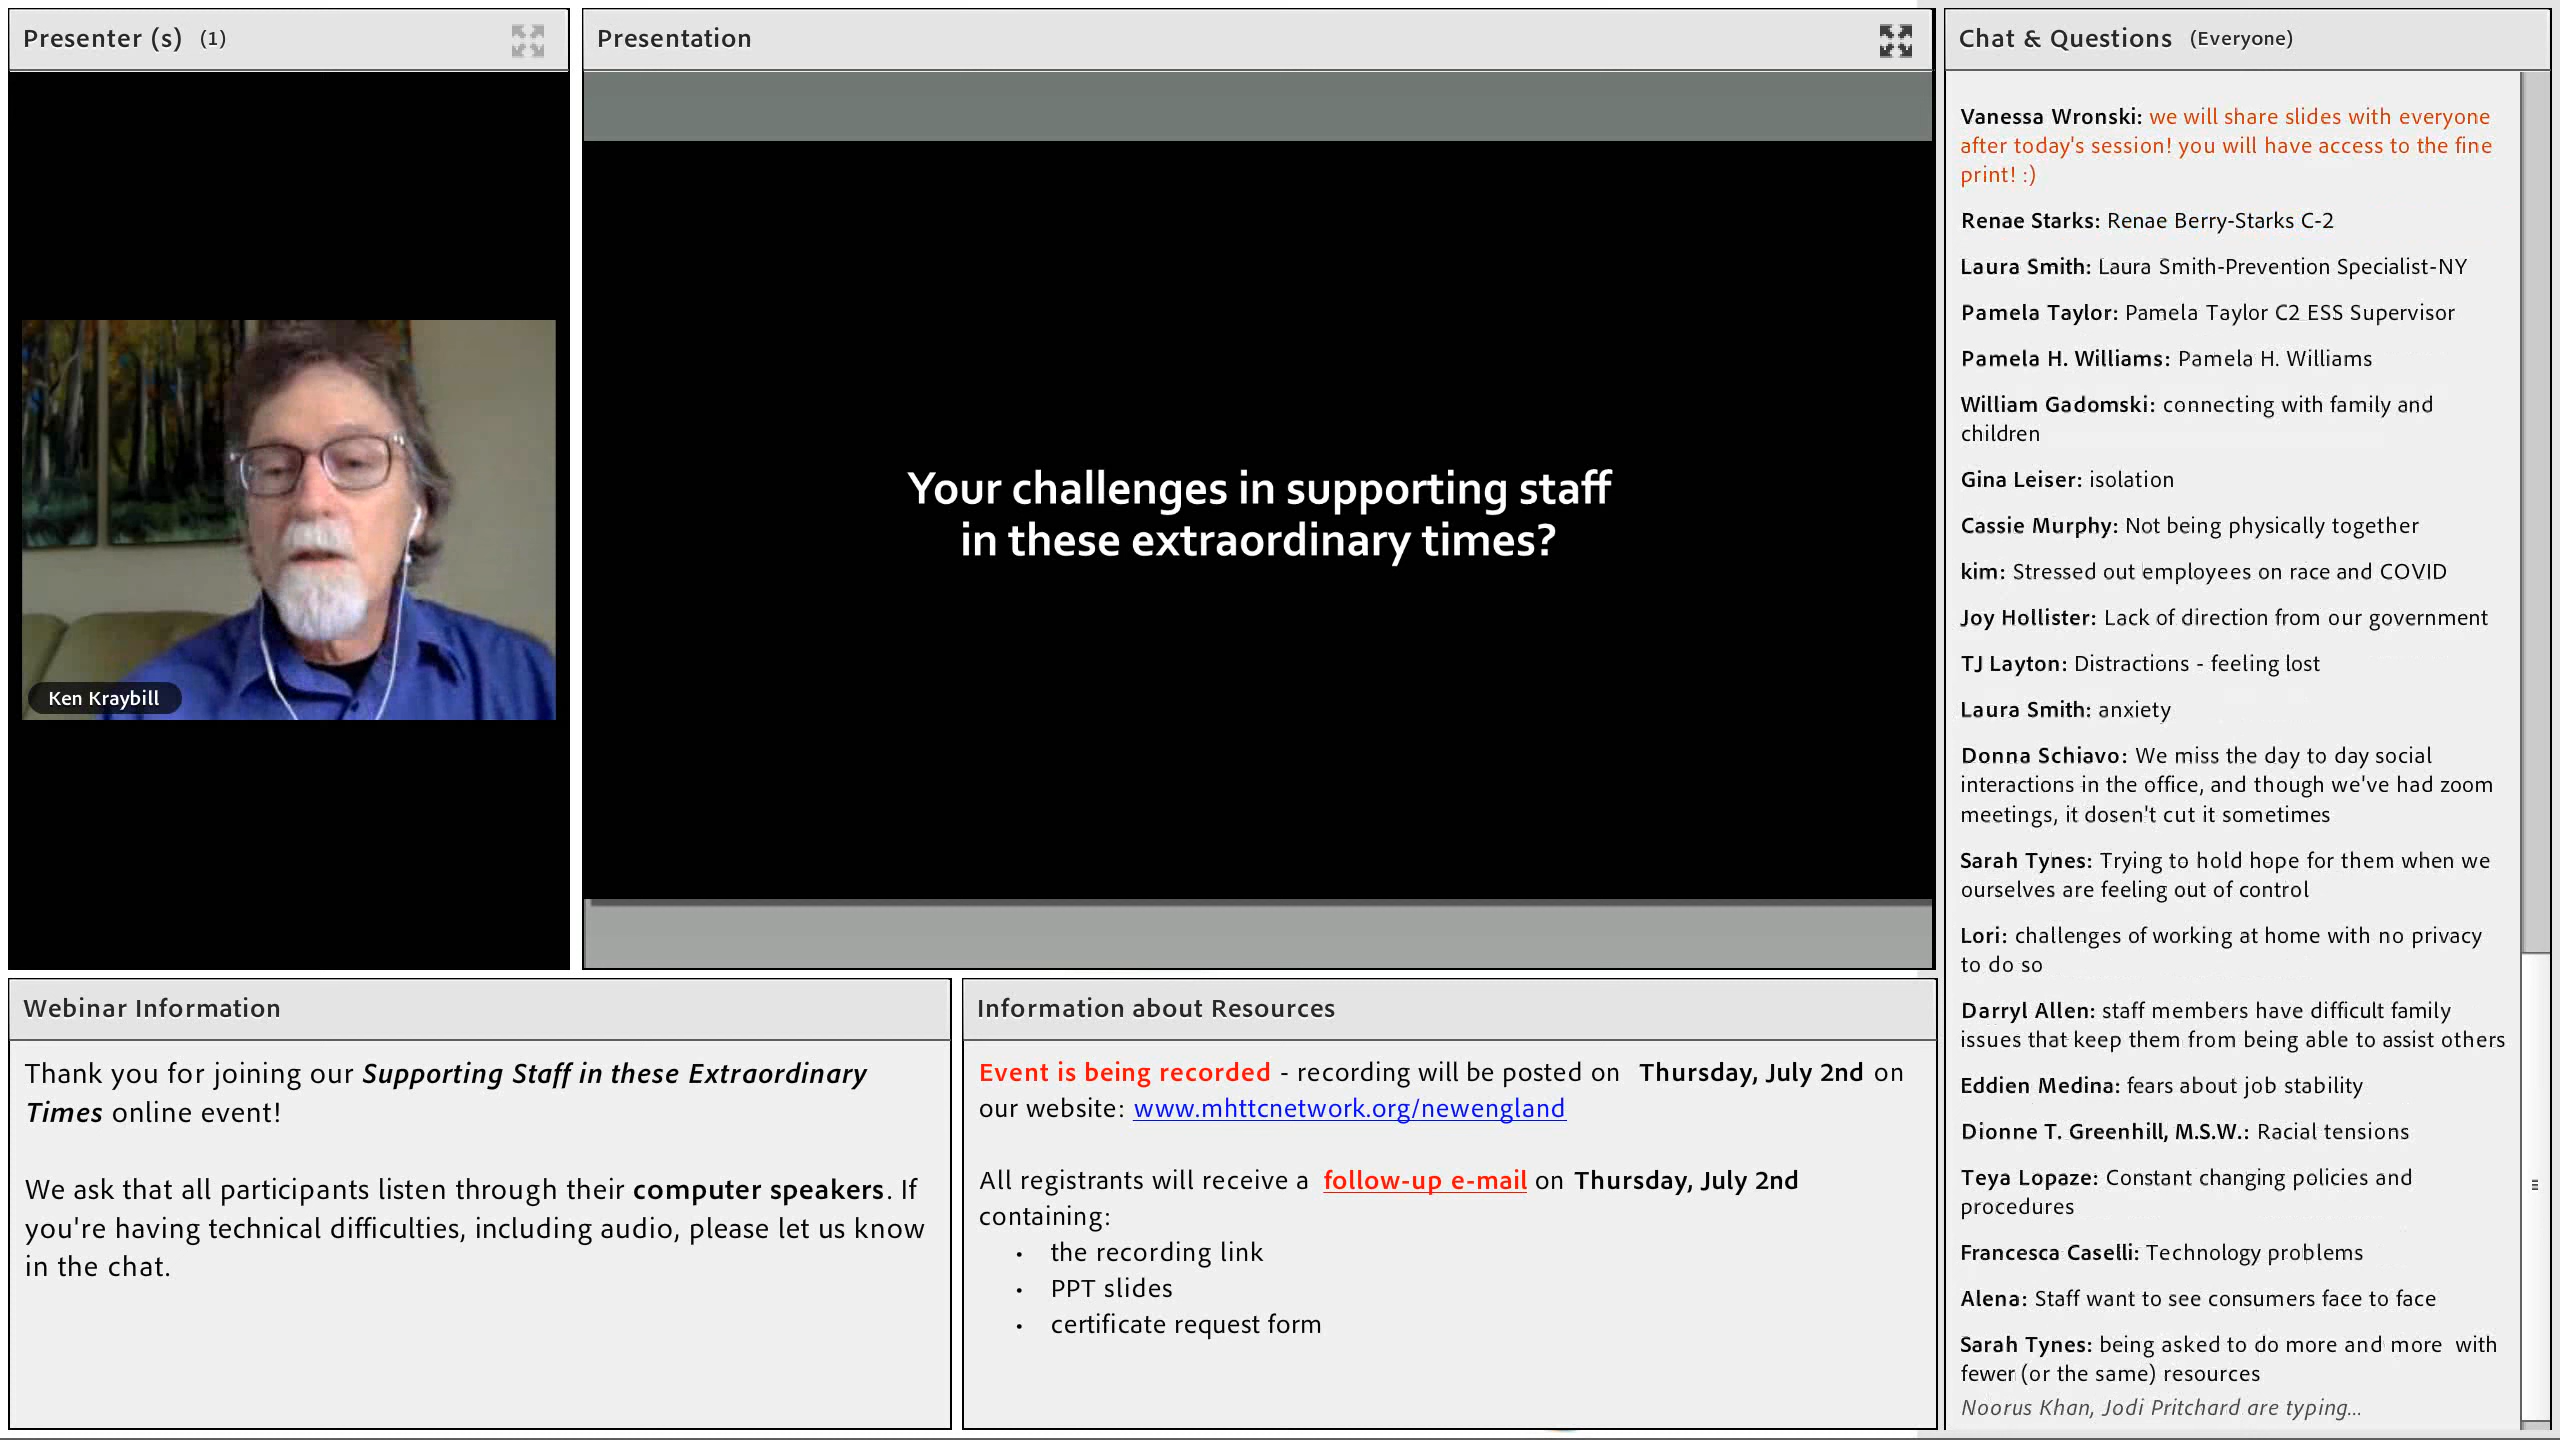 Presenter (s) (1)
Ken Kraybill
Presentation
Your challenges in supporting staff
in these extraordinary times?
Webinar Information
Thank you for joining our Supporting Staff in these Extraordinary
Times online event!
We ask that all participants listen through their computer speakers. If
you're having technical difficulties, including audio, please let us know
in the chat.
Information about Resources
Event is being recorded - recording will be posted on Thursday, July 2nd on
our website: www.mhttcnetwork.org/newengland
All registrants will receive a follow-up e-mail on Thursday, July 2nd
containing:
• the recording link
• PPT slides
• certificate request form
Chat & Questions (Everyone)
Vanessa Wronski: we will share slides with everyone
after today's session! you will have access to the fine
print! :)
Renae Starks: Renae Berry-Starks C-2
Laura Smith: Laura Smith-Prevention Specialist-NY
Pamela Taylor: Pamela Taylor C2 ESS Supervisor
Pamela H. Williams: Pamela H. Williams
William Gadomski: connecting with family and
children
Gina Leiser: isolation
Cassie Murphy: Not being physically together
kim: Stressed out employees on race and COVID
Joy Hollister: Lack of direction from our government
TJ Layton: Distractions - feeling lost
Laura Smith: anxiety
Donna Schiavo: We miss the day to day social
interactions in the office, and though we've had zoom
meetings, it dosen't cut it sometimes
Sarah Tynes: Trying to hold hope for them when we
ourselves are feeling out of control
Lori: challenges of working at home with no privacy
to do so
Darryl Allen: staff members have difficult family
issues that keep them from being able to assist others
Eddien Medina: fears about job stability
Dionne T. Greenhill, M.S.W.: Racial tensions
Teya Lopaze: Constant changing policies and
procedures
Francesca Caselli: Technology problems
Alena: Staff want to see consumers face to face
Sarah Tynes: being asked to do more and more with
fewer (or the same) resources
Noorus Khan, Jodi Pritchard are typing...